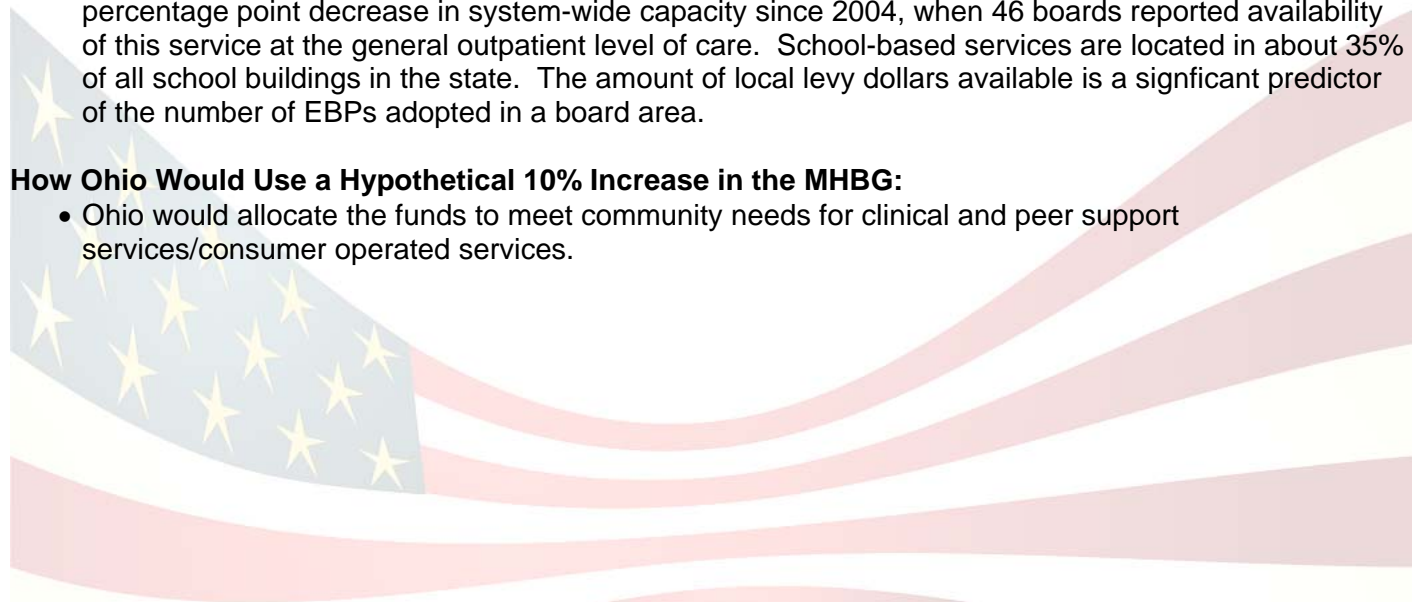 percentage point decrease in system-wide capacity since 2004, when 46 boards reported availability
of this service at the general outpatient level of care.  School-based services are located in about 35%
of all school buildings in the state.  The amount of local levy dollars available is a signficant predictor
of the number of EBPs adopted in a board area.
How Ohio Would Use a Hypothetical 10% Increase in the MHBG:
• Ohio would allocate the funds to meet community needs for clinical and peer support
services/consumer operated services.